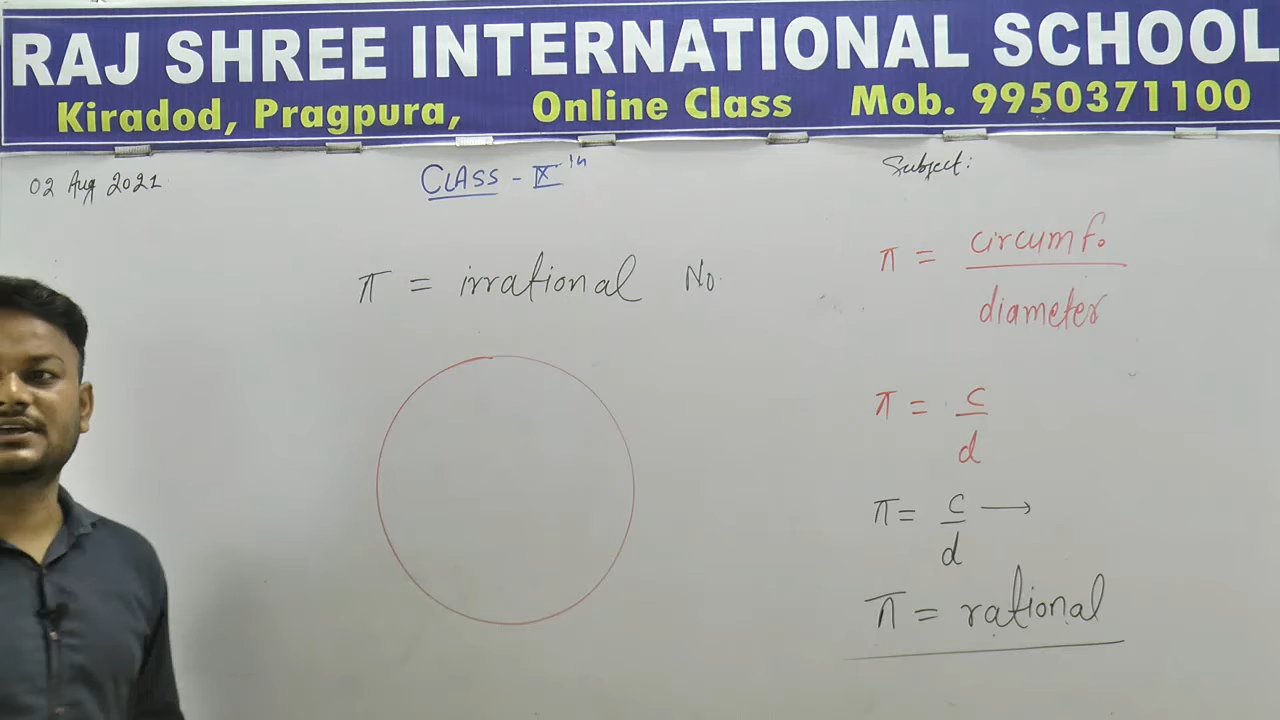 RAJ SHREE INTERNATIONAL SCHOOL
Kiradod, Pragpura, Online Class Mob. 9950371100
02 Aug 2021
CLASS - X th
Subject:
π = irrational No.
π = circumf. / diameter
π = c / d
π = c / d →
π = rational